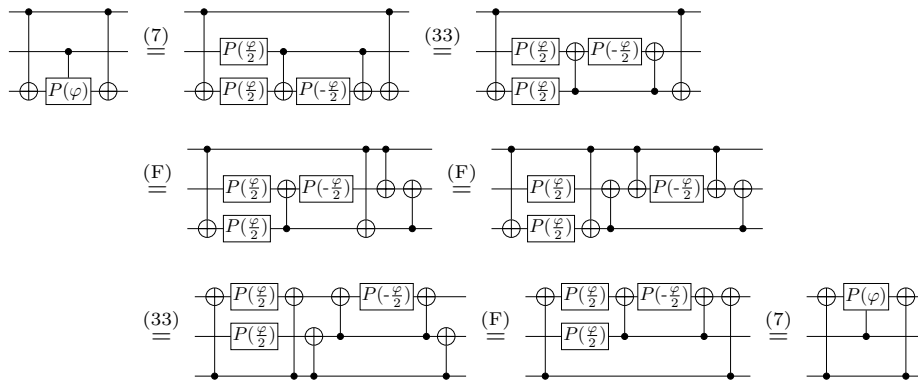 (7) = P(φ/2) (33) = P(φ/2) P(-φ/2)
P(φ) P(φ/2) P(-φ/2) P(φ/2)
(F) = P(φ/2) P(-φ/2) (F) = P(φ/2) P(-φ/2)
P(φ/2) P(φ/2)
(33) = P(φ/2) P(-φ/2) (F) = P(φ/2) P(-φ/2) (7) = P(φ)
P(φ/2) P(φ/2)